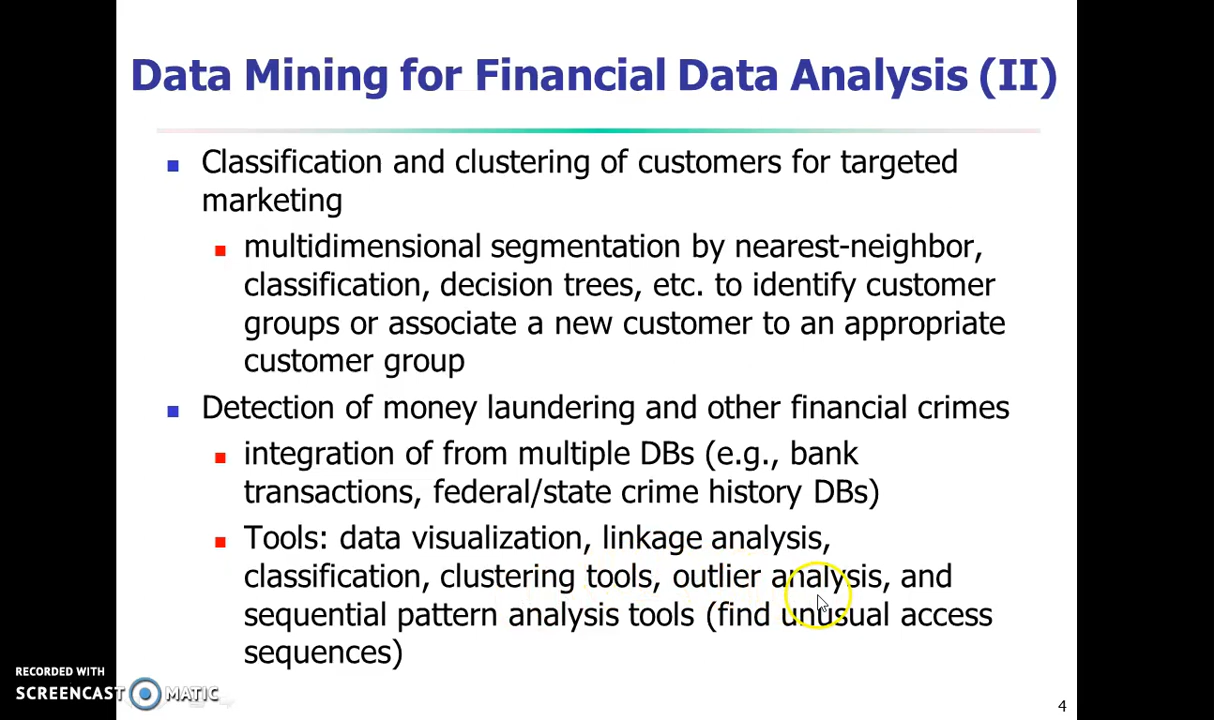 Data Mining for Financial Data Analysis (II)
Classification and clustering of customers for targeted
marketing
multidimensional segmentation by nearest-neighbor,
classification, decision trees, etc. to identify customer
groups or associate a new customer to an appropriate
customer group
Detection of money laundering and other financial crimes
integration of from multiple DBs (e.g., bank
transactions, federal/state crime history DBs)
Tools: data visualization, linkage analysis,
classification, clustering tools, outlier analysis, and
sequential pattern analysis tools (find unusual access
sequences)
RECORDED WITH
SCREENCAST MATIC
4